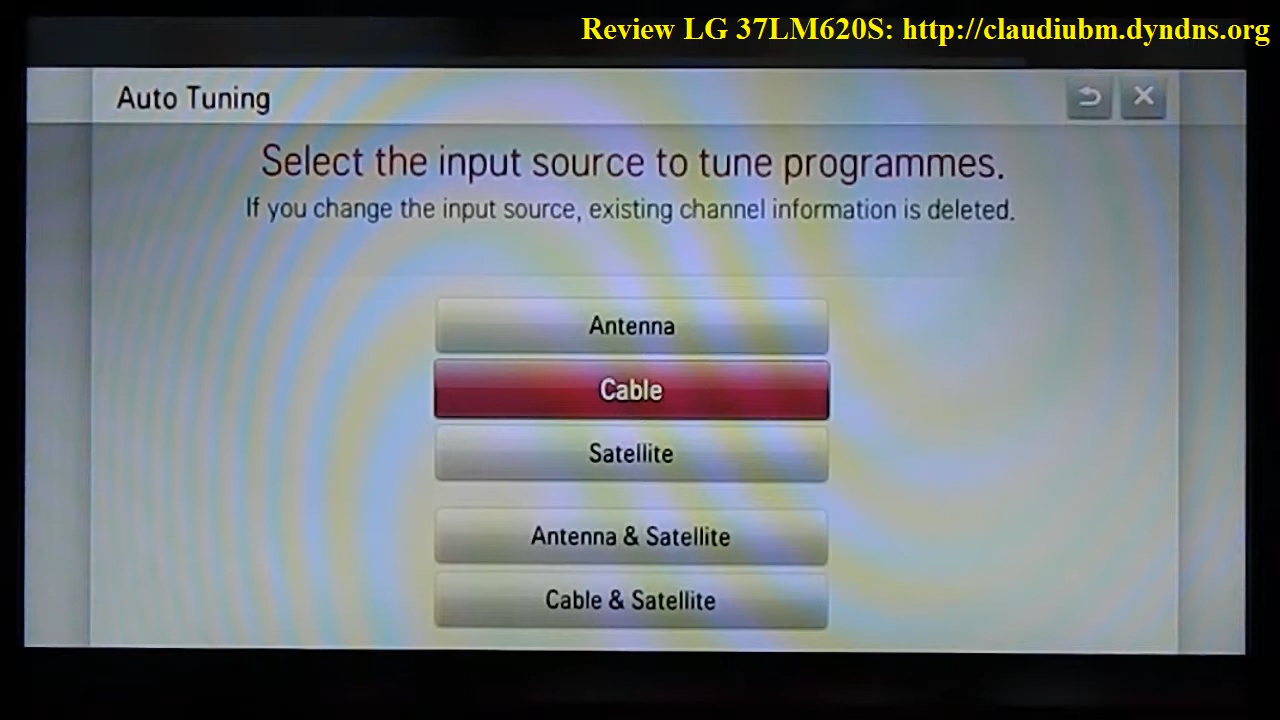 Review LG 37LM620S: http://claudiubm.dyndns.org
Auto Tuning
Select the input source to tune programmes.
If you change the input source, existing channel information is deleted.
Antenna
Cable
Satellite
Antenna & Satellite
Cable & Satellite